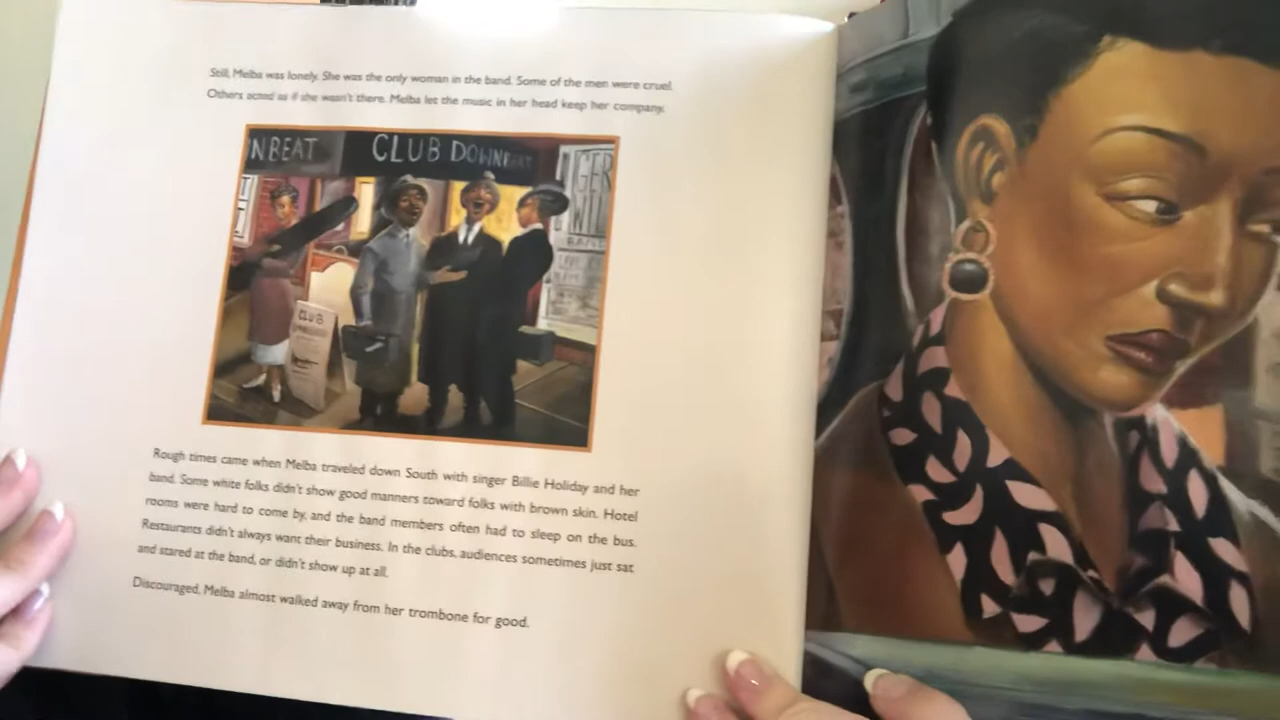 Still, Melba was lonely. She was the only woman in the band. Some of the men were cruel.
Others acted as if she wasn't there. Melba let the music in her head keep her company.
NBEAT
CLUB DOWNBEAT
CLUB
Rough times came when Melba traveled down South with singer Billie Holiday and her
band. Some white folks didn't show good manners toward folks with brown skin. Hotel
rooms were hard to come by, and the band members often had to sleep on the bus.
Restaurants didn't always want their business. In the clubs, audiences sometimes just sat
and stared at the band, or didn't show up at all.
Discouraged, Melba almost walked away from her trombone for good.